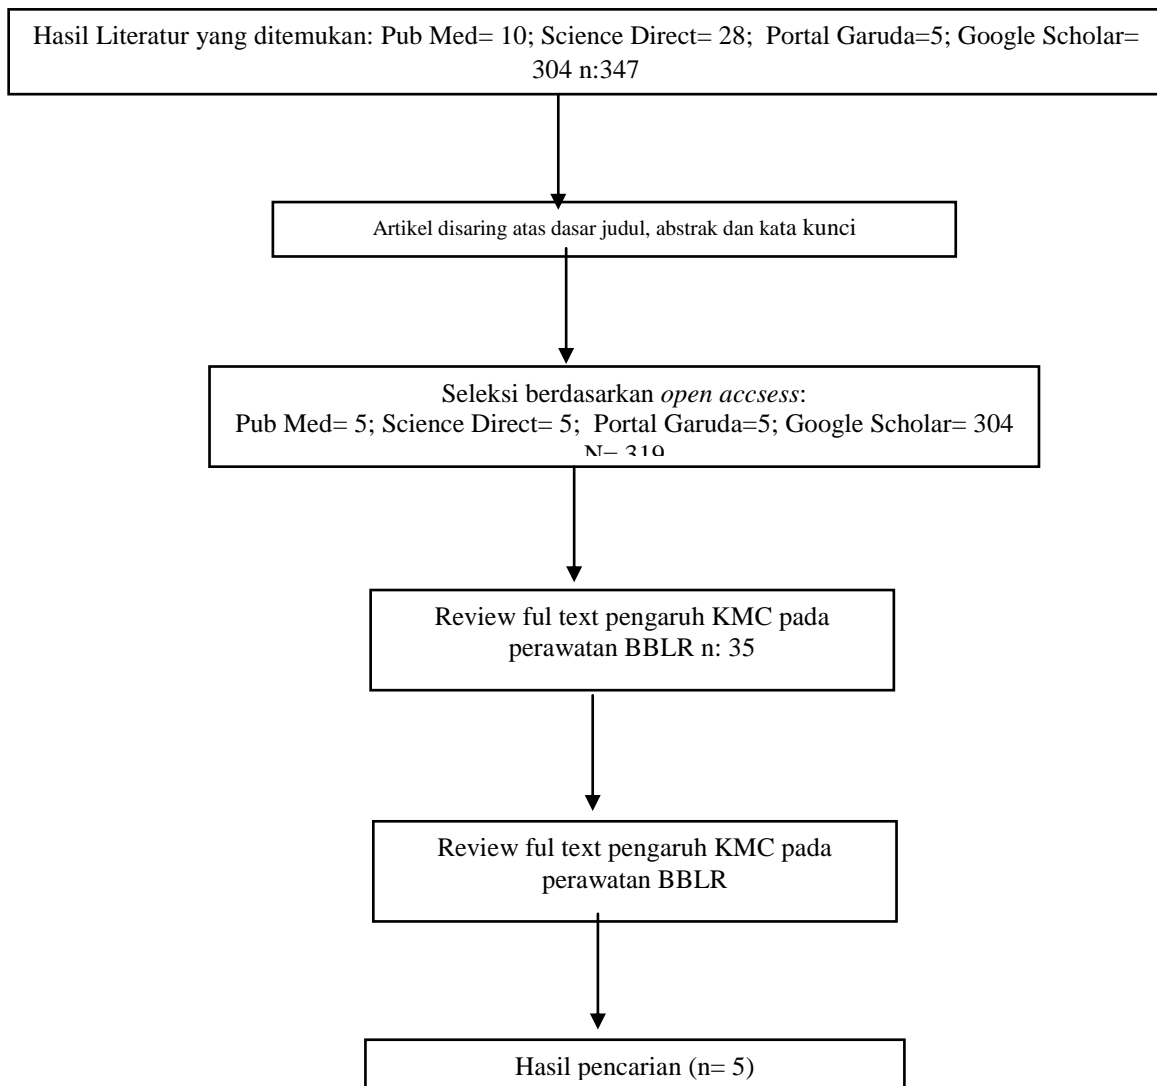 Hasil Literatur yang ditemukan: Pub Med= 10; Science Direct= 28; Portal Garuda=5; Google Scholar=
304 n:347
Artikel disaring atas dasar judul, abstrak dan kata kunci
Seleksi berdasarkan open accsess:
Pub Med= 5; Science Direct= 5; Portal Garuda=5; Google Scholar= 304
N= 319
Review ful text pengaruh KMC pada
perawatan BBLR n: 35
Review ful text pengaruh KMC pada
perawatan BBLR
Hasil pencarian (n= 5)